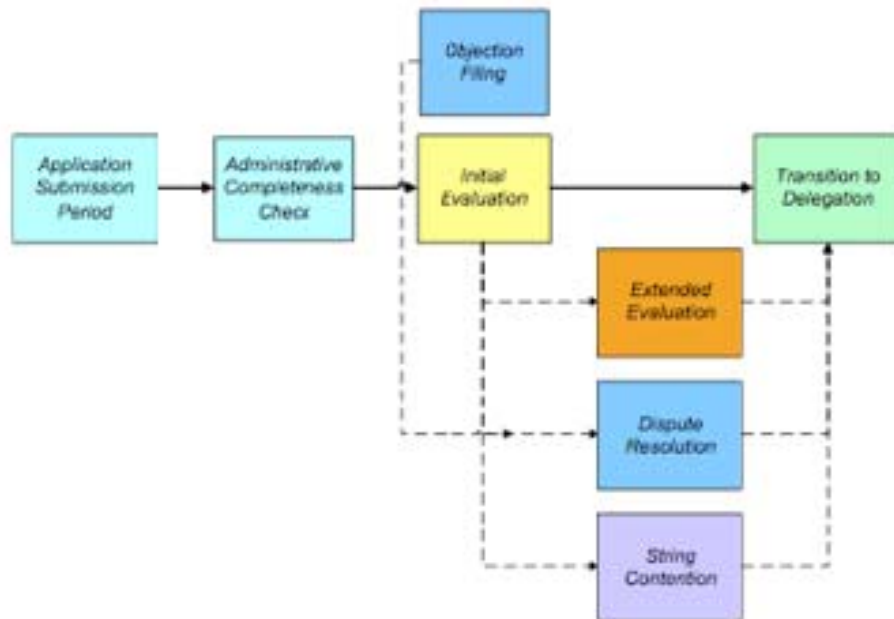 Objection
Filing
Application
Submission
Period
Administrative
Completeness
Check
Initial
Evaluation
Transition to
Delegation
Extended
Evaluation
Dispute
Resolution
String
Contention